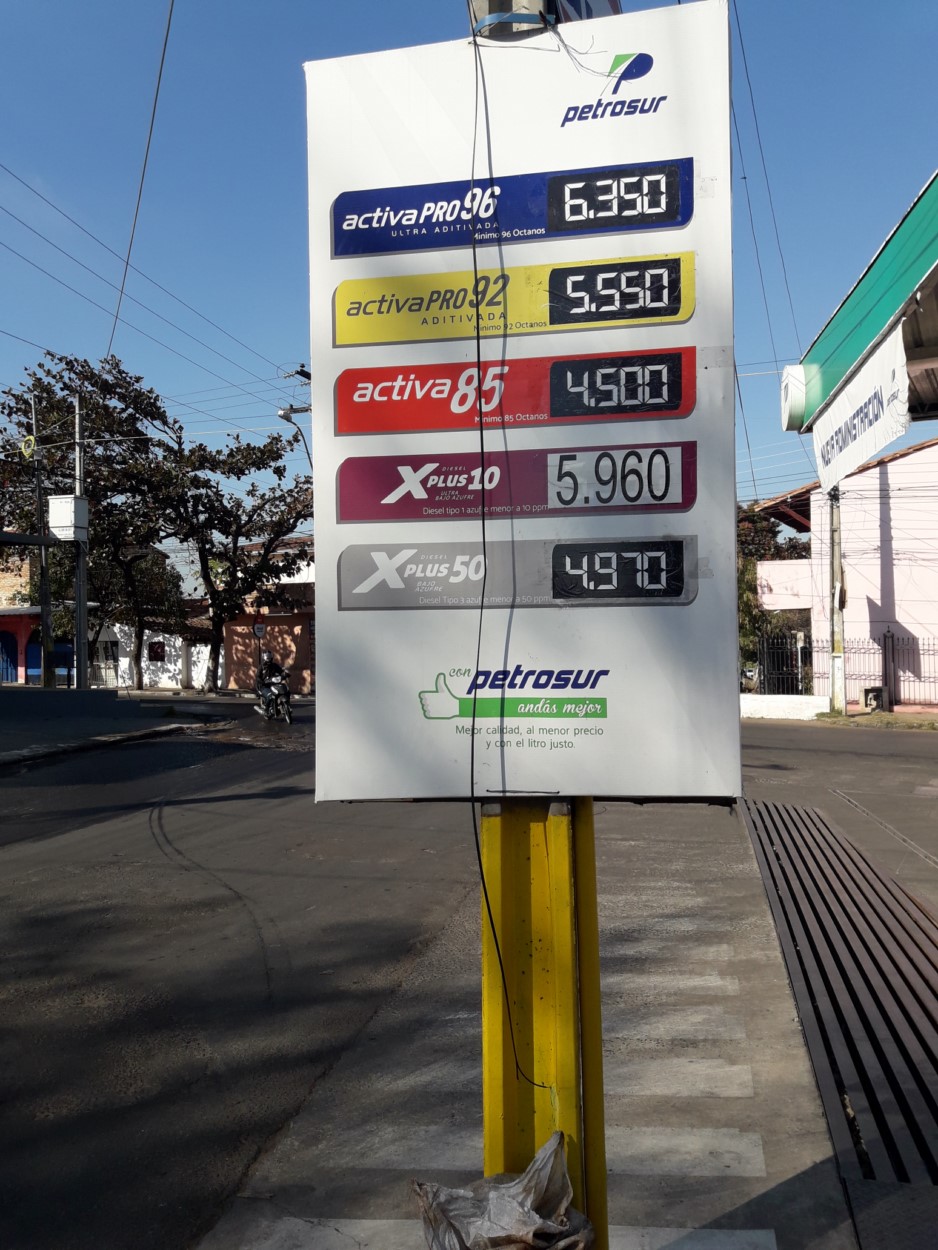 petrosur
activa PRO 96 6.350
ULTRA ADITIVADA
Mínimo 96 Octanos
activa PRO 92 5.550
ADITIVADA
Mínimo 92 Octanos
activa 85 4.500
Mínimo 85 Octanos
DIESEL
X PLUS 10 5.960
ULTRA
BAJO AZUFRE
Diesel tipo 1 azufre menor a 10 ppm
DIESEL
X PLUS 50 4.970
BAJO
AZUFRE
Diesel Tipo 3 azufre menor a 50 ppm
con petrosur
andás mejor
Mejor calidad, al menor precio
y con el litro justo.
NUEVA ADMINISTRACIÓN